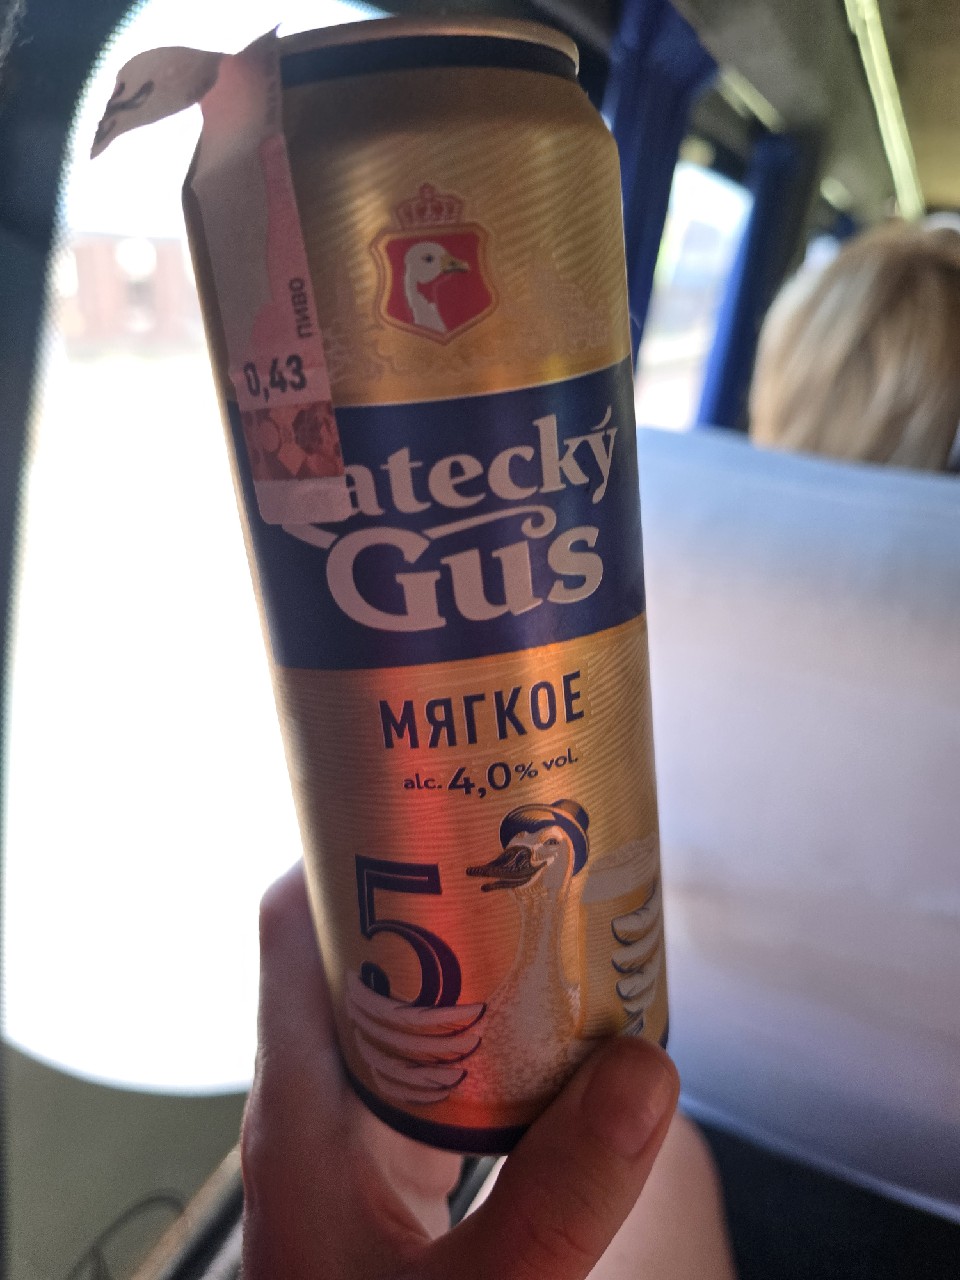 ПИВО
0,43
atecký
Gus
МЯГКОЕ
alc. 4,0% vol.
5